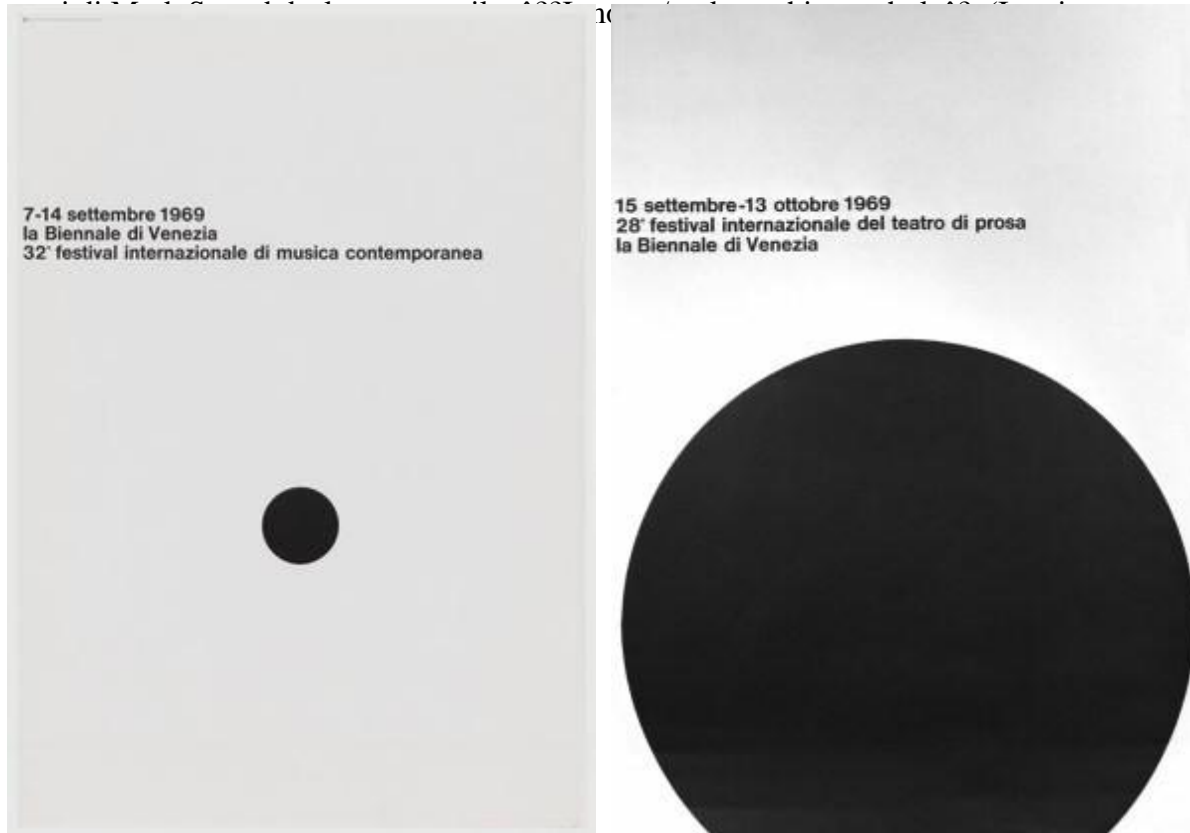 7-14 settembre 1969
la Biennale di Venezia
32° festival internazionale di musica contemporanea
15 settembre-13 ottobre 1969
28° festival internazionale del teatro di prosa
la Biennale di Venezia